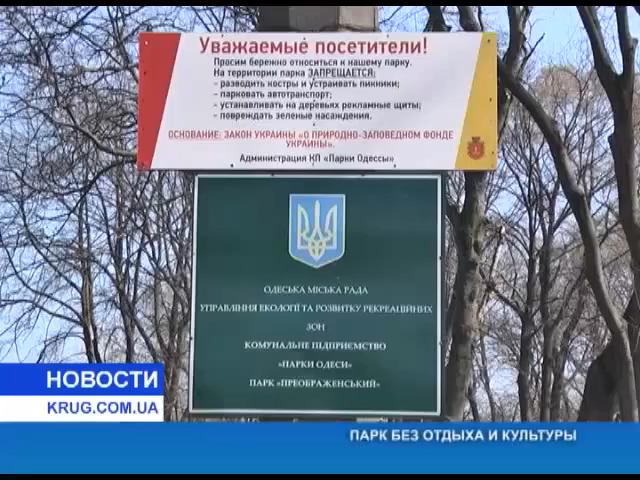 Уважаемые посетители!
Просим бережно относиться к нашему парку.
На территории парка ЗАПРЕЩАЕТСЯ:
- разводить костры и устраивать пикники;
- парковать автотранспорт;
- устанавливать на деревьях рекламные щиты;
- повреждать зеленые насаждения.
ОСНОВАНИЕ: ЗАКОН УКРАИНЫ «О ПРИРОДНО-ЗАПОВЕДНОМ ФОНДЕ
УКРАИНЫ».
Администрация КП «Парки Одессы»
ОДЕСЬКА МІСЬКА РАДА
УПРАВЛІННЯ ЕКОЛОГІЇ ТА РОЗВИТКУ РЕКРЕАЦІЙНИХ
ЗОН
КОМУНАЛЬНЕ ПІДПРИЄМСТВО
«ПАРКИ ОДЕСИ»
ПАРК «ПРЕОБРАЖЕНСЬКИЙ»
НОВОСТИ
KRUG.COM.UA
ПАРК БЕЗ ОТДЫХА И КУЛЬТУРЫ